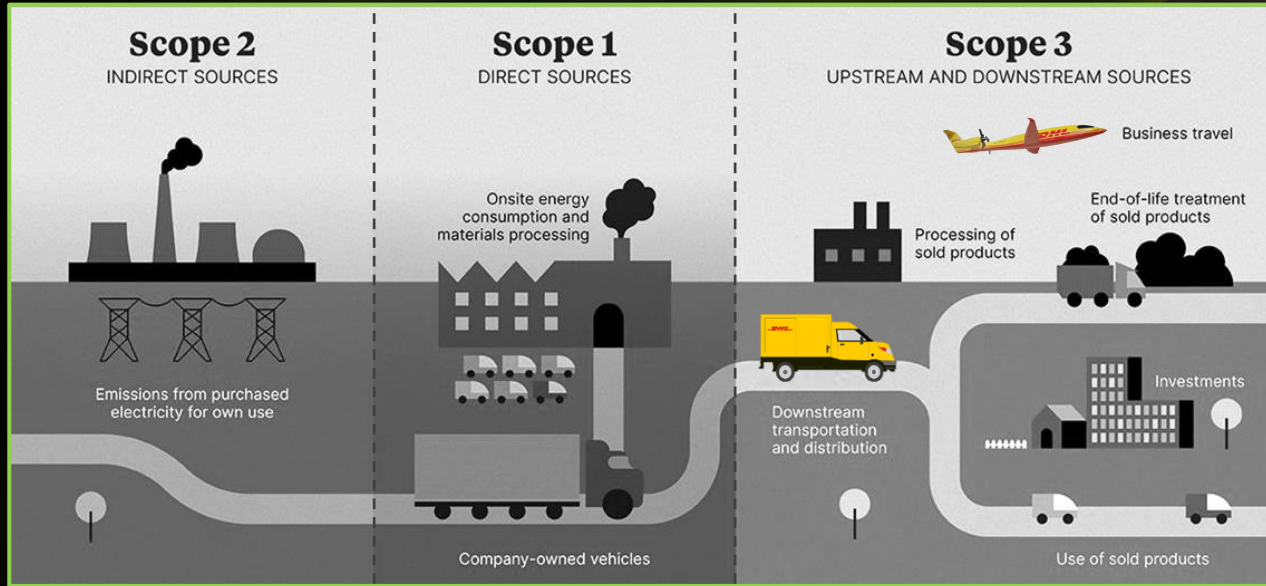 Scope 2
INDIRECT SOURCES
Emissions from purchased
electricity for own use
Scope 1
DIRECT SOURCES
Onsite energy
consumption and
materials processing
Company-owned vehicles
Scope 3
UPSTREAM AND DOWNSTREAM SOURCES
DHL
Business travel
End-of-life treatment
of sold products
Processing of
sold products
DHL
Downstream
transportation
and distribution
Investments
Use of sold products